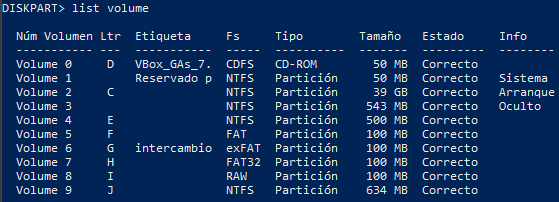 DISKPART> list volume
Núm Volumen Ltr Etiqueta Fs Tipo Tamaño Estado Info
----------- --- ----------- ----- ---------- ------- --------- --------
Volume 0 D VBox_GAs_7. CDFS CD-ROM 50 MB Correcto
Volume 1 Reservado p NTFS Partición 50 MB Correcto Sistema
Volume 2 C NTFS Partición 39 GB Correcto Arranque
Volume 3 NTFS Partición 543 MB Correcto Oculto
Volume 4 E NTFS Partición 500 MB Correcto
Volume 5 F FAT Partición 100 MB Correcto
Volume 6 G intercambio exFAT Partición 100 MB Correcto
Volume 7 H FAT32 Partición 100 MB Correcto
Volume 8 I RAW Partición 100 MB Correcto
Volume 9 J NTFS Partición 634 MB Correcto